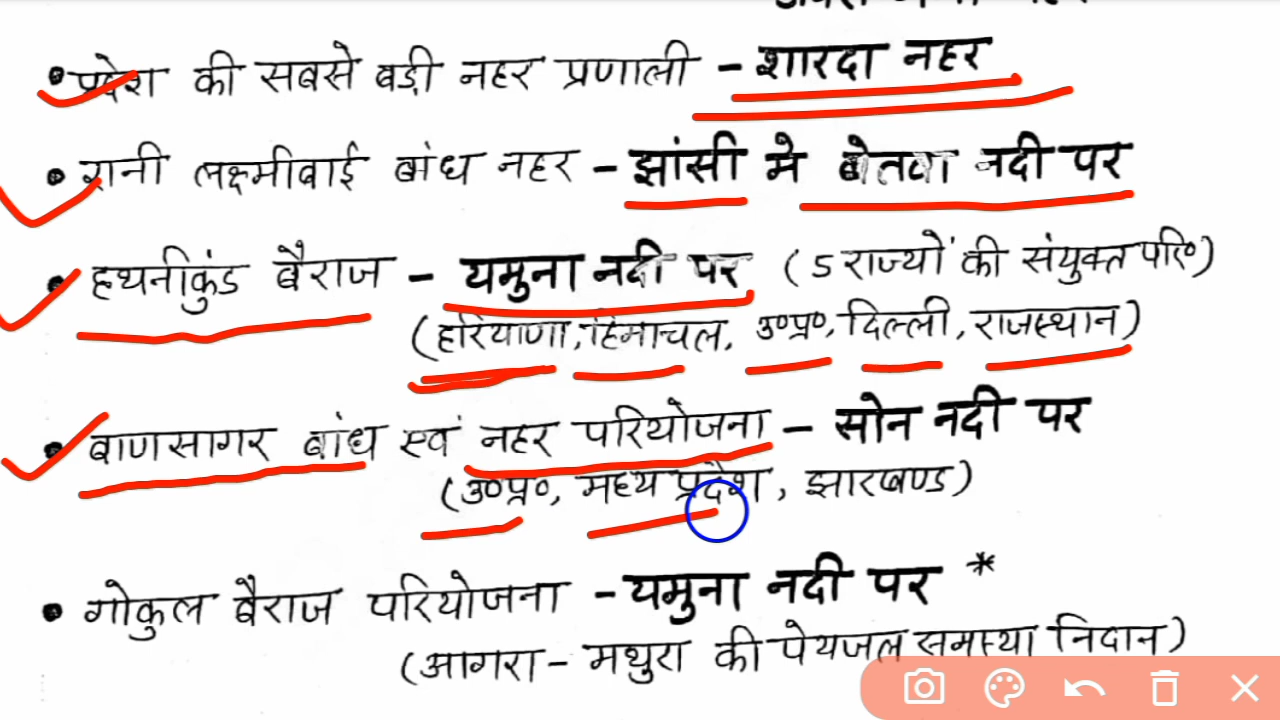 • प्रदेश की सबसे बड़ी नहर प्रणाली - शारदा नहर
• रानी लक्ष्मीबाई बांध नहर - झांसी मे बेतवा नदी पर
• हथनीकुंड बैराज - यमुना नदी पर (5 राज्यों की संयुक्त परि०)
(हरियाणा, हिमाचल, उ०प्र०, दिल्ली, राजस्थान)
• बाणसागर बांध एवं नहर परियोजना - सोन नदी पर
(उ०प्र०, मध्य प्रदेश, झारखण्ड)
• गोकुल बैराज परियोजना - यमुना नदी पर *
(आगरा - मथुरा की पेयजल समस्या निदान)